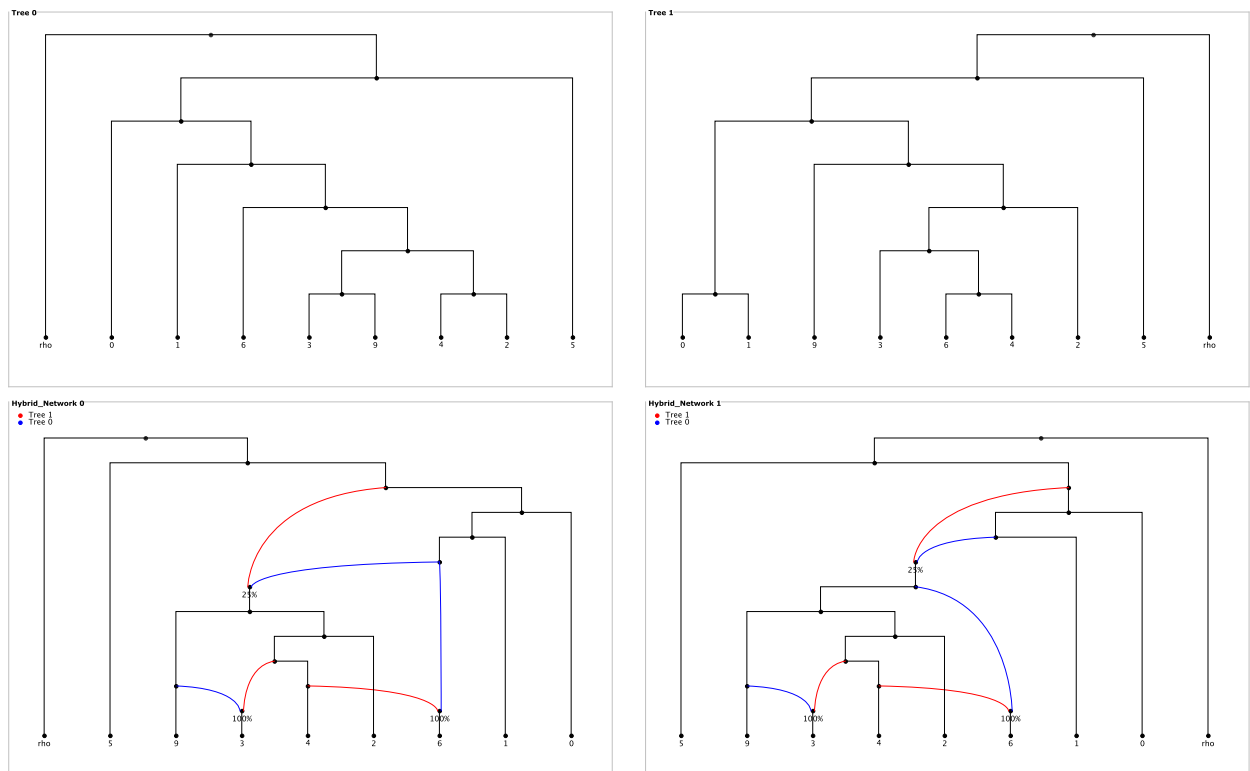 Tree 0
rho 0 1 6 3 9 4 2 5
Tree 1
0 1 9 3 6 4 2 5 rho
Hybrid_Network 0
Tree 1
Tree 0
25%
100% 100%
rho 5 9 3 4 2 6 1 0
Hybrid_Network 1
Tree 1
Tree 0
25%
100% 100%
5 9 3 4 2 6 1 0 rho